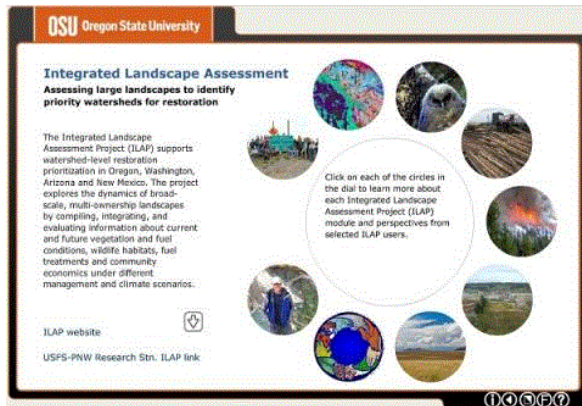 OSU Oregon State University
Integrated Landscape Assessment
Assessing large landscapes to identify
priority watersheds for restoration
The Integrated Landscape
Assessment Project (ILAP) supports
watershed-level restoration
prioritization in Oregon, Washington,
Arizona and New Mexico. The project
explores the dynamics of broad-
scale, multi-ownership landscapes
by compiling, integrating, and
evaluating information about current
and future vegetation and fuel
conditions, wildlife habitats, fuel
treatments and community
economics under different
management and climate scenarios.
ILAP website
USFS-PNW Research Stn. ILAP link
Click on each of the circles in
the dial to learn more about
each Integrated Landscape
Assessment Project (ILAP)
module and perspectives from
selected ILAP users.